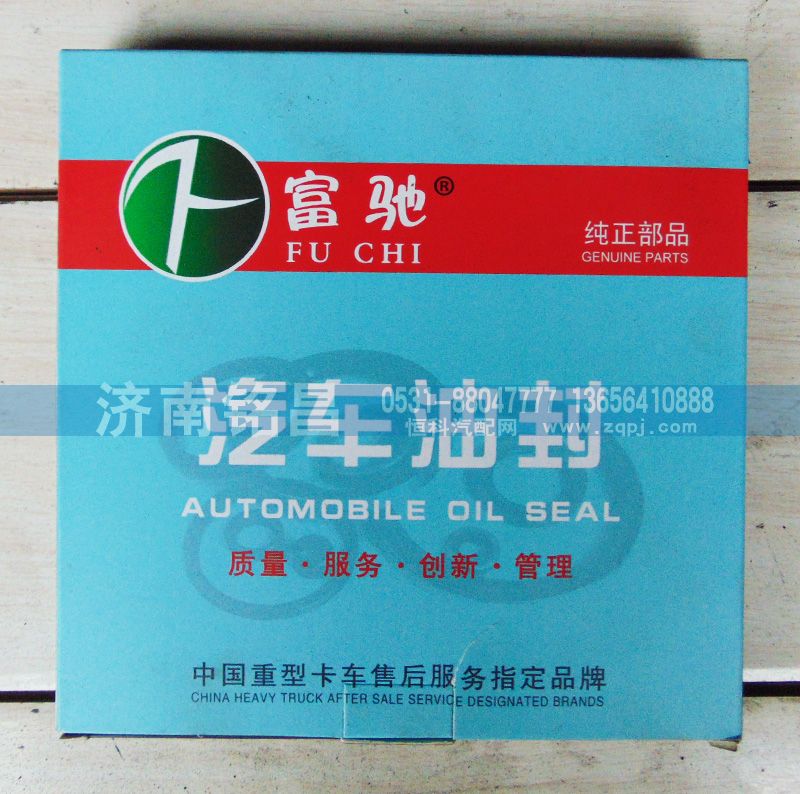 富驰®
FU CHI
纯正部品
GENUINE PARTS
济南铭昌
0531-88047777 13656410888
恒科汽配网 www.zqpj.com
汽车油封
AUTOMOBILE OIL SEAL
质量·服务·创新·管理
中国重型卡车售后服务指定品牌
CHINA HEAVY TRUCK AFTER SALE SERVICE DESIGNATED BRANDS